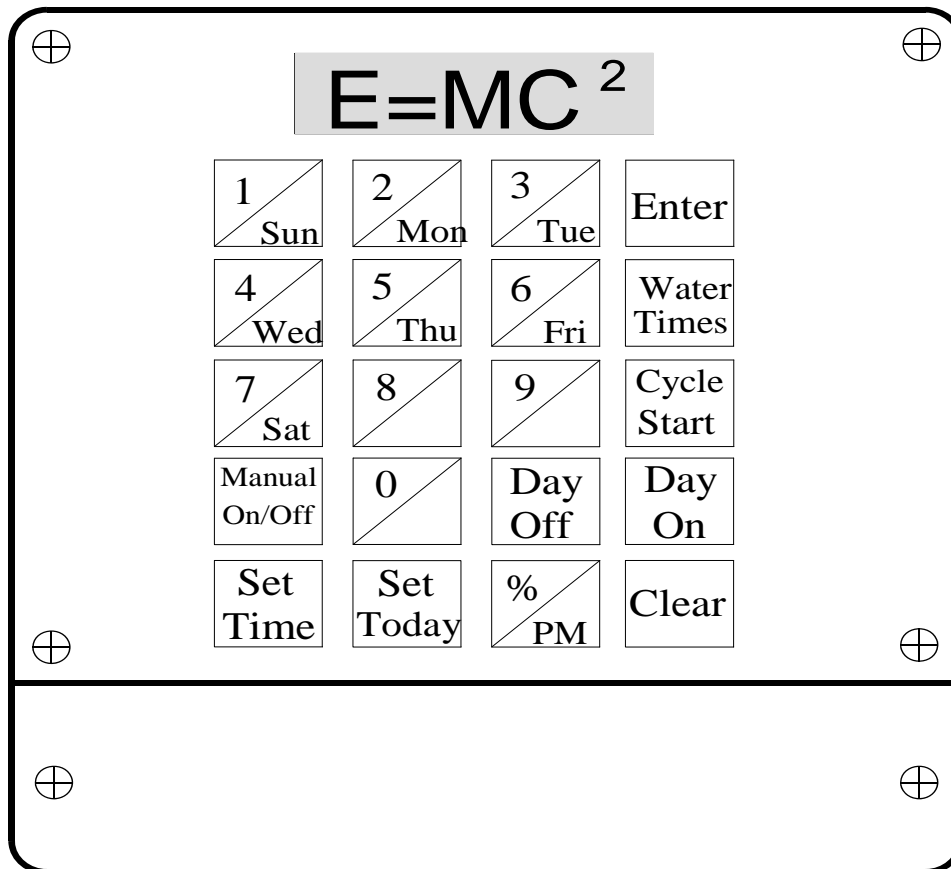 E=MC²
1 Sun 2 Mon 3 Tue Enter
4 Wed 5 Thu 6 Fri Water Times
7 Sat 8 9 Cycle Start
Manual On/Off 0 Day Off Day On
Set Time Set Today % PM Clear